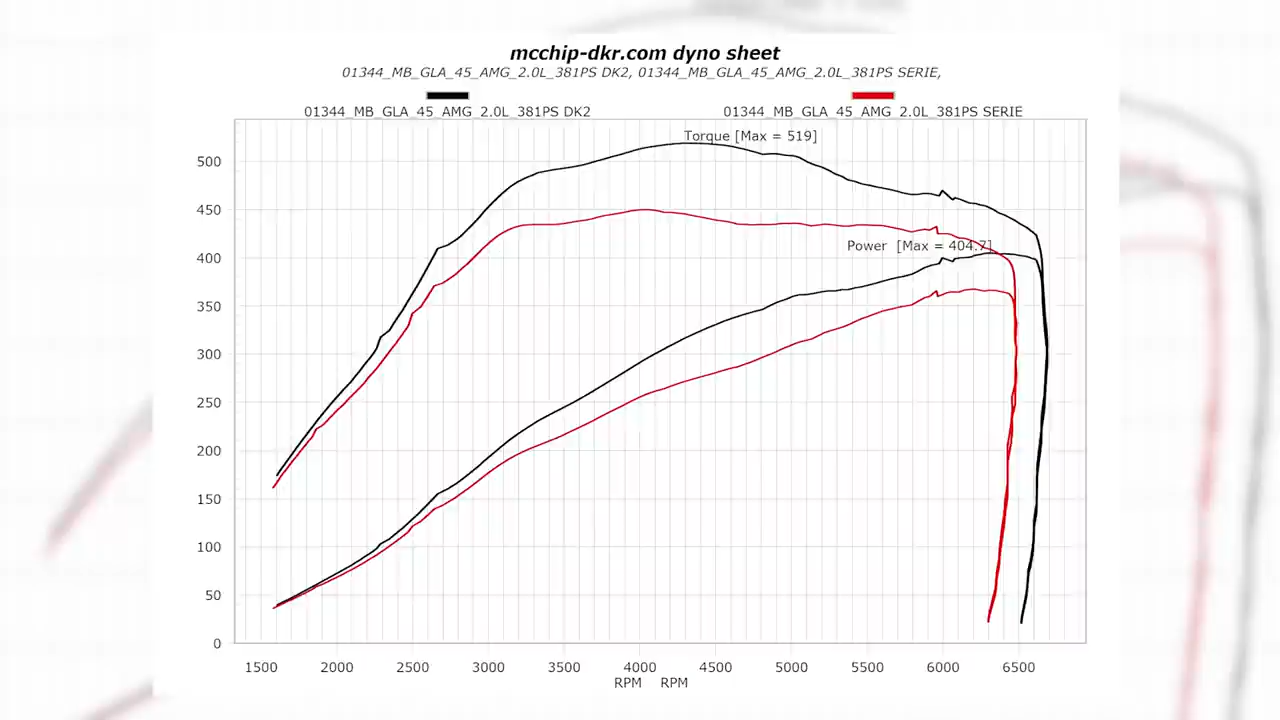 mcchip-dkr.com dyno sheet
01344_MB_GLA_45_AMG_2.0L_381PS DK2, 01344_MB_GLA_45_AMG_2.0L_381PS SERIE,
01344_MB_GLA_45_AMG_2.0L_381PS DK2 01344_MB_GLA_45_AMG_2.0L_381PS SERIE
Torque [Max = 519]
500
450
Power [Max = 404.7]
400
350
300
250
200
150
100
50
0
1500 2000 2500 3000 3500 4000 4500 5000 5500 6000 6500
RPM RPM